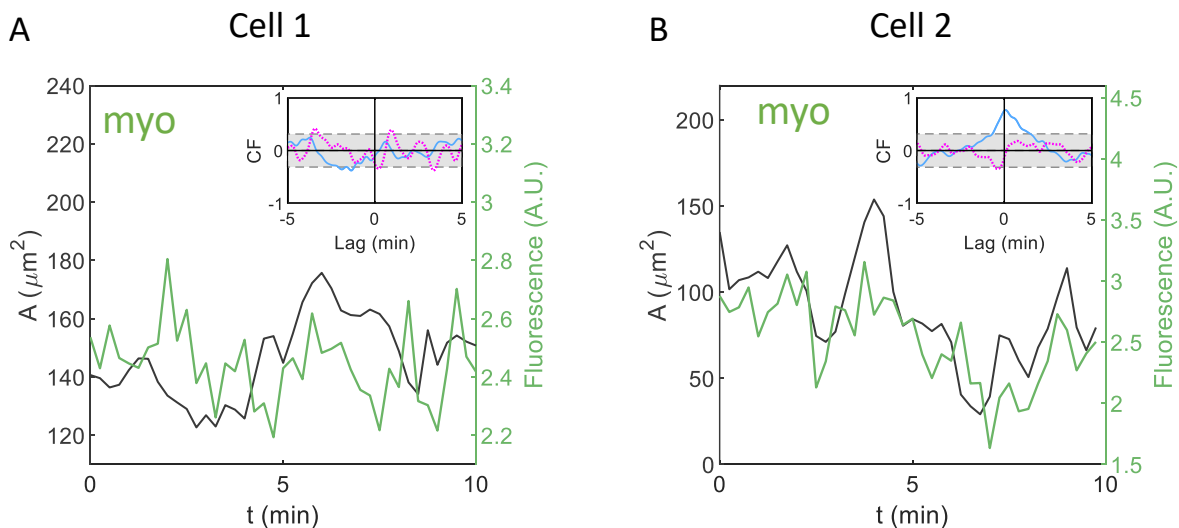 A
Cell 1
240
220
200
180
160
140
120
A (μm²)
myo
3.4
3.2
3
2.8
2.6
2.4
2.2
Fluorescence (A.U.)
0
5
10
t (min)
1
0
-1
CF
-5
0
5
Lag (min)
B
Cell 2
200
150
100
50
0
A (μm²)
myo
4.5
4
3.5
3
2.5
2
1.5
Fluorescence (A.U.)
0
5
10
t (min)
1
0
-1
CF
-5
0
5
Lag (min)